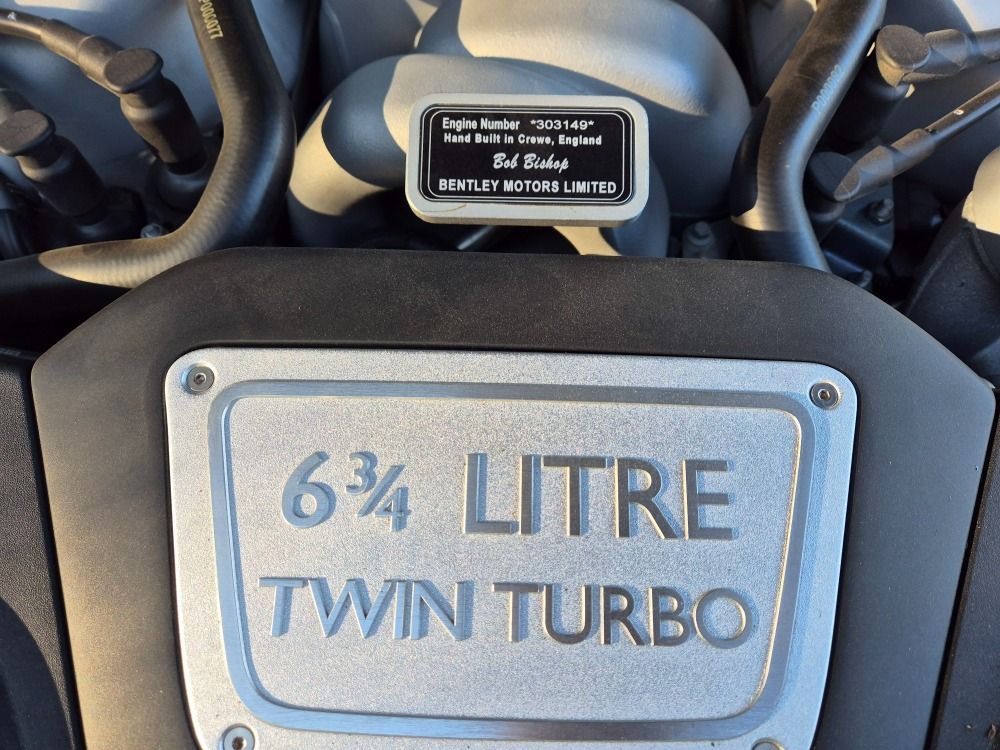 Engine Number *303149*
Hand Built in Crewe, England
Bob Bishop
BENTLEY MOTORS LIMITED
6¾ LITRE
TWIN TURBO